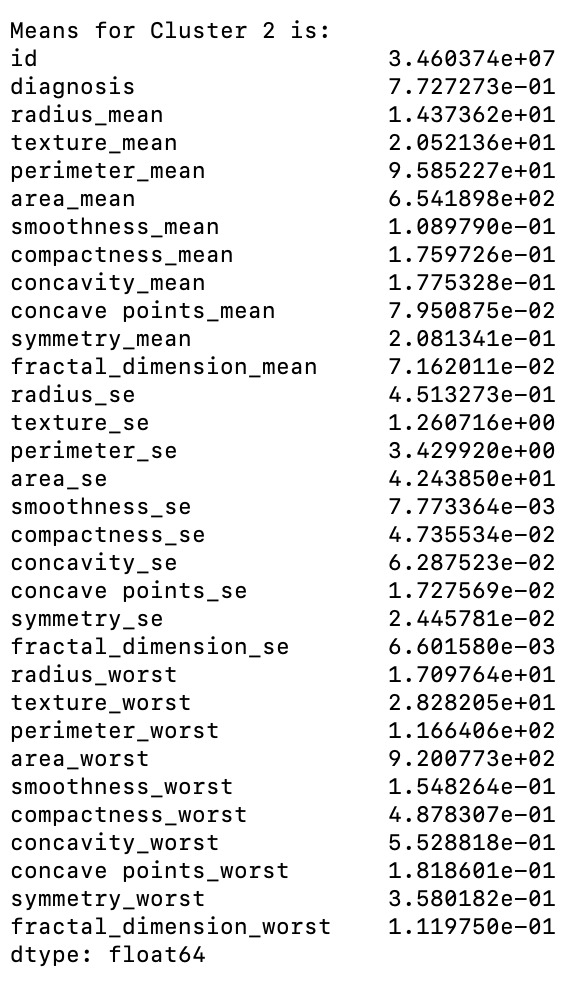 Means for Cluster 2 is:
id                         3.460374e+07
diagnosis                  7.727273e-01
radius_mean                1.437362e+01
texture_mean               2.052136e+01
perimeter_mean             9.585227e+01
area_mean                  6.541898e+02
smoothness_mean            1.089790e-01
compactness_mean           1.759726e-01
concavity_mean             1.775328e-01
concave points_mean        7.950875e-02
symmetry_mean              2.081341e-01
fractal_dimension_mean     7.162011e-02
radius_se                  4.513273e-01
texture_se                 1.260716e+00
perimeter_se               3.429920e+00
area_se                    4.243850e+01
smoothness_se              7.773364e-03
compactness_se             4.735534e-02
concavity_se               6.287523e-02
concave points_se          1.727569e-02
symmetry_se                2.445781e-02
fractal_dimension_se       6.601580e-03
radius_worst               1.709764e+01
texture_worst              2.828205e+01
perimeter_worst            1.166406e+02
area_worst                 9.200773e+02
smoothness_worst           1.548264e-01
compactness_worst          4.878307e-01
concavity_worst            5.528818e-01
concave points_worst       1.818601e-01
symmetry_worst             3.580182e-01
fractal_dimension_worst    1.119750e-01
dtype: float64